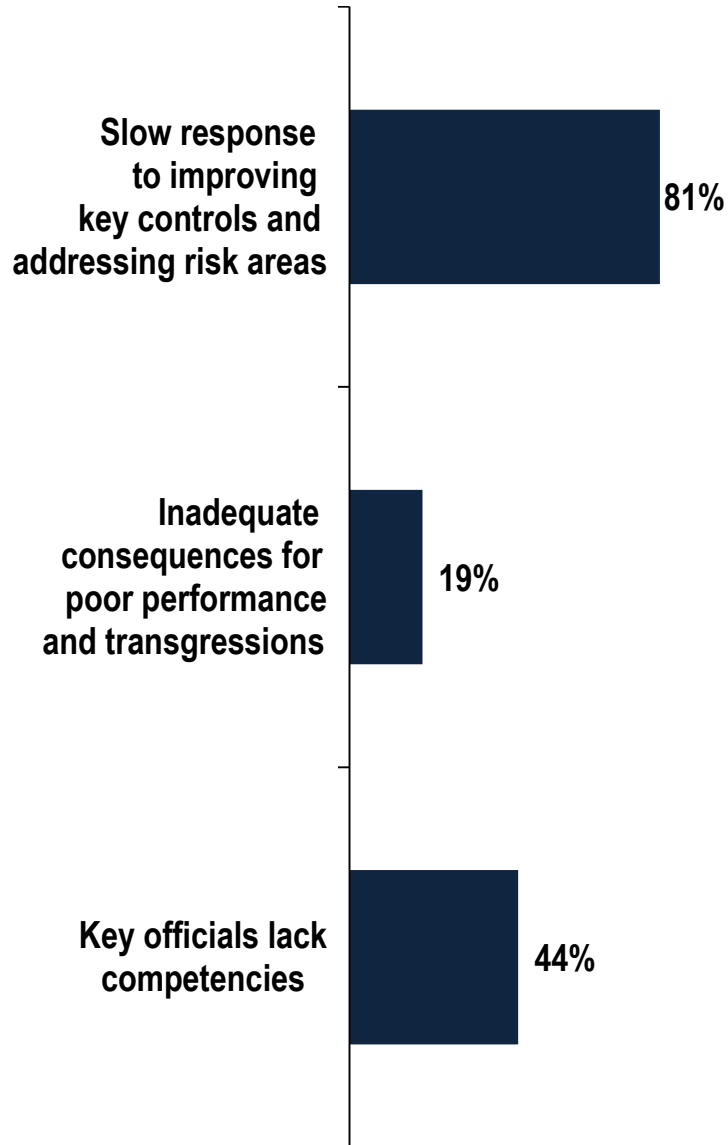 Slow response
to improving
key controls and
addressing risk areas
81%
Inadequate
consequences for
poor performance
and transgressions
19%
Key officials lack
competencies
44%